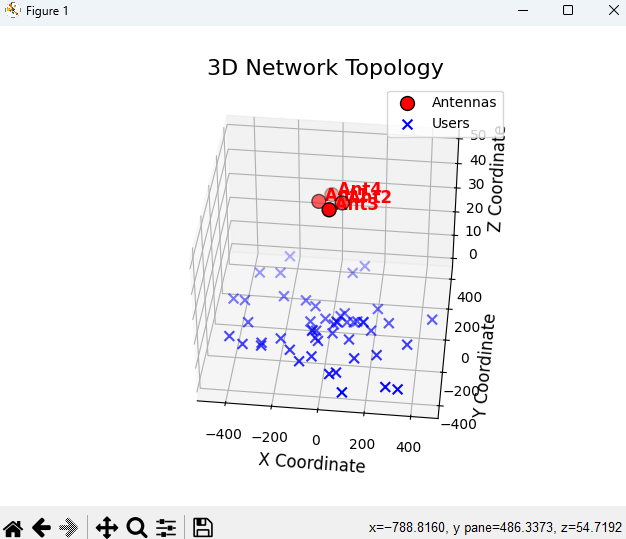 Figure 1
3D Network Topology
Antennas
Users
Ant4
Ant2
Ant3
50
40
30
20
10
0
Z Coordinate
400
200
0
−200
−400
Y Coordinate
−400 −200 0 200 400
X Coordinate
x=−788.8160, y pane=486.3373, z=54.7192